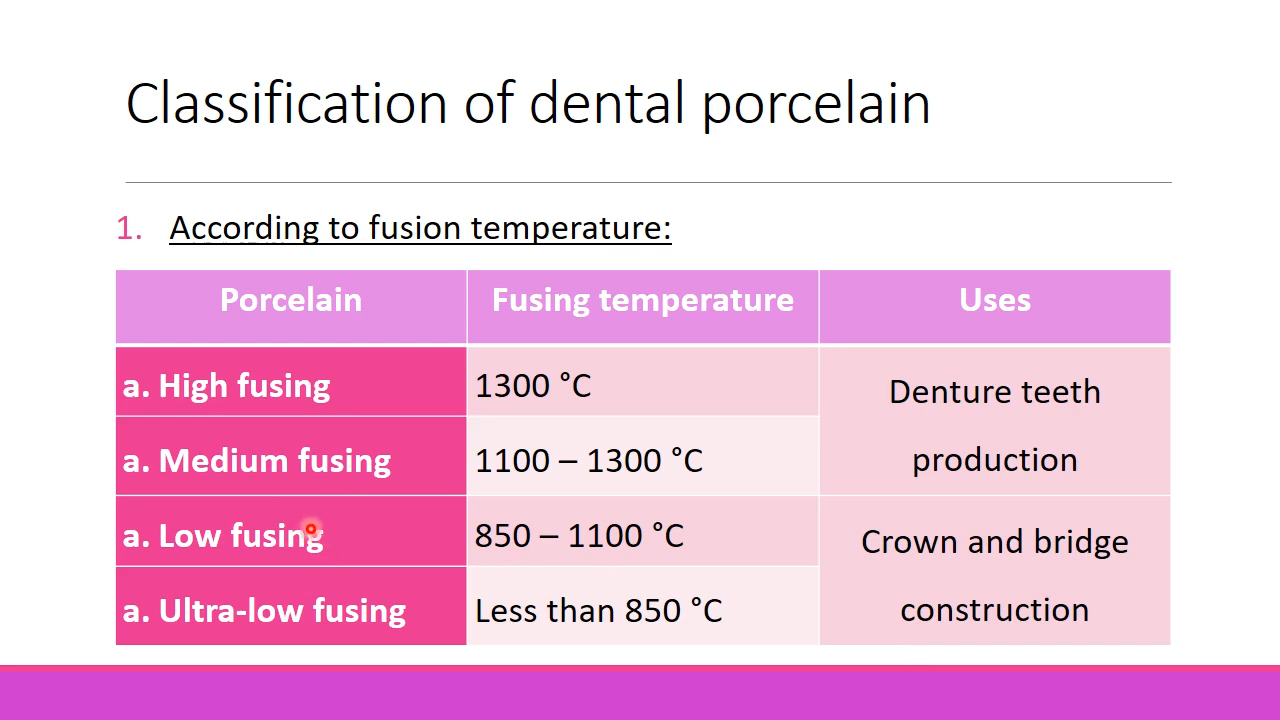 Classification of dental porcelain
1. According to fusion temperature:
Porcelain Fusing temperature Uses
a. High fusing 1300 °C
Denture teeth
production
a. Medium fusing 1100 – 1300 °C
a. Low fusing 850 – 1100 °C
Crown and bridge
construction
a. Ultra-low fusing Less than 850 °C